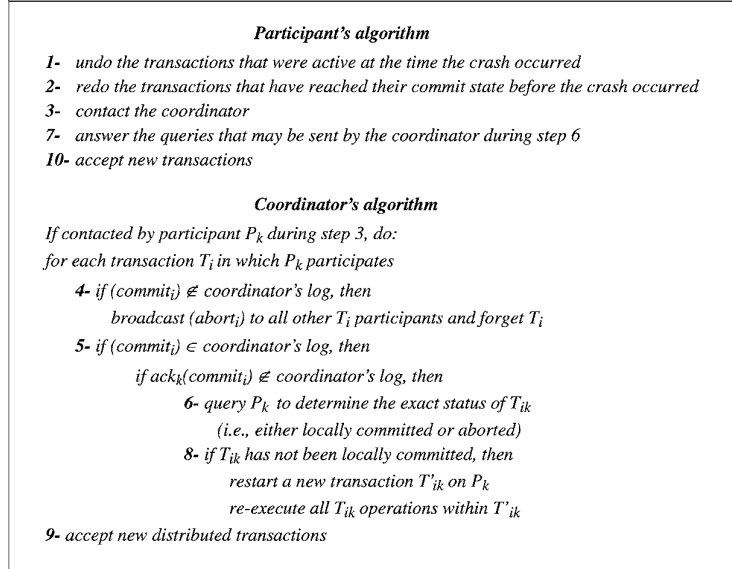 Participant's algorithm
1- undo the transactions that were active at the time the crash occurred
2- redo the transactions that have reached their commit state before the crash occurred
3- contact the coordinator
7- answer the queries that may be sent by the coordinator during step 6
10- accept new transactions
Coordinator's algorithm
If contacted by participant Pk during step 3, do:
for each transaction Ti in which Pk participates
4- if (commiti) ∉ coordinator's log, then
broadcast (aborti) to all other Ti participants and forget Ti
5- if (commiti) ∈ coordinator's log, then
if ackk(commiti) ∉ coordinator's log, then
6- query Pk to determine the exact status of Tik
(i.e., either locally committed or aborted)
8- if Tik has not been locally committed, then
restart a new transaction T'ik on Pk
re-execute all Tik operations within T'ik
9- accept new distributed transactions